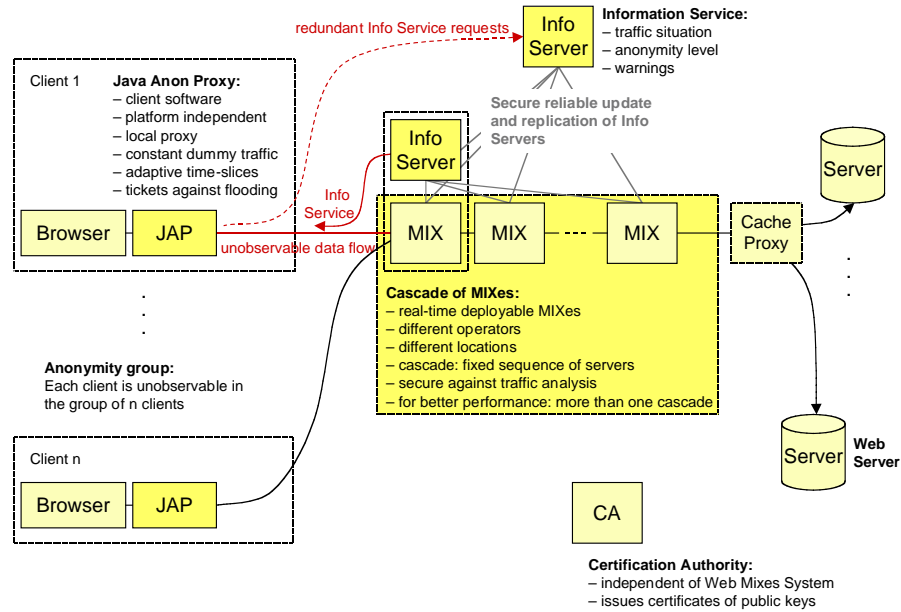 redundant Info Service requests
Info
Server
Information Service:
– traffic situation
– anonymity level
– warnings
Client 1
Java Anon Proxy:
– client software
– platform independent
– local proxy
– constant dummy traffic
– adaptive time-slices
– tickets against flooding
Secure reliable update
and replication of Info
Servers
Info
Server
Info
Service
Browser
JAP
unobservable data flow
MIX
MIX
MIX
Cache
Proxy
Server
Cascade of MIXes:
– real-time deployable MIXes
– different operators
– different locations
– cascade: fixed sequence of servers
– secure against traffic analysis
– for better performance: more than one cascade
Anonymity group:
Each client is unobservable in
the group of n clients
Client n
Browser
JAP
Server
Web
Server
CA
Certification Authority:
– independent of Web Mixes System
– issues certificates of public keys